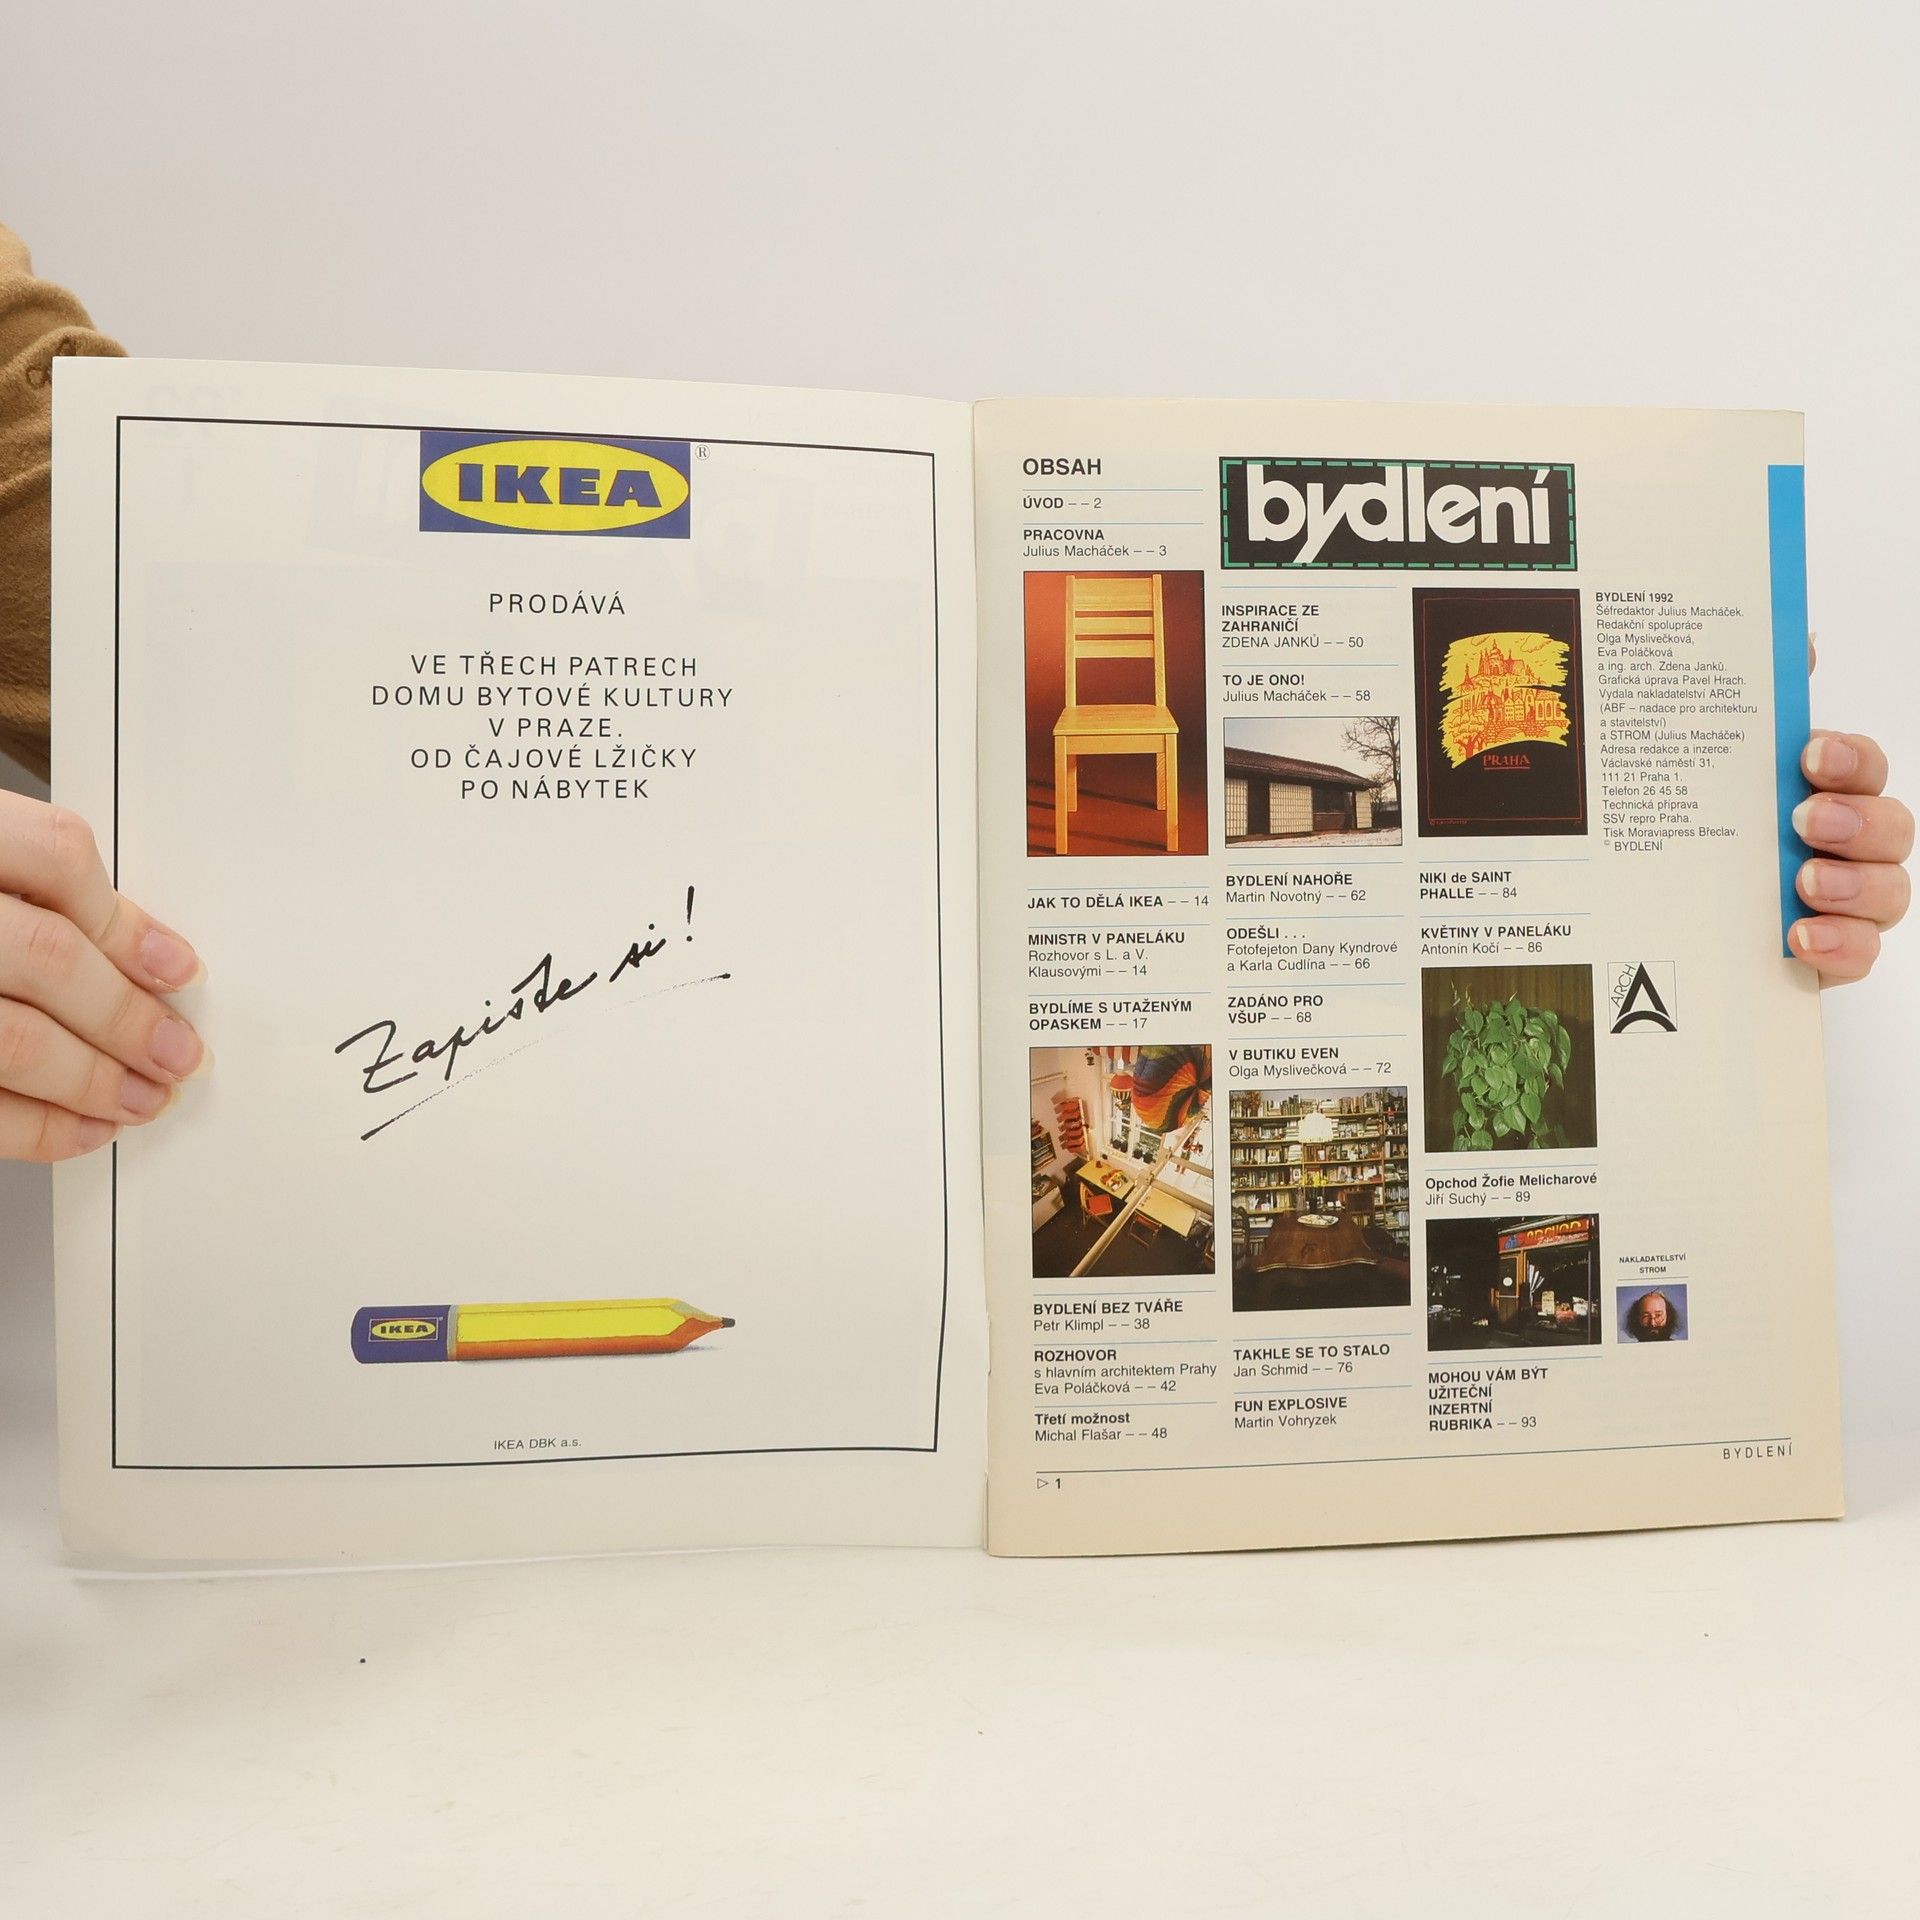 IKEA ®
PRODÁVÁ
VE TŘECH PATRECH
DOMU BYTOVÉ KULTURY
V PRAZE.
OD ČAJOVÉ LŽIČKY
PO NÁBYTEK
Zapište si!
IKEA
IKEA DBK a.s.
OBSAH
ÚVOD – – 2
PRACOVNA
Julius Macháček – – 3
JAK TO DĚLÁ IKEA – – 14
MINISTR V PANELÁKU
Rozhovor s L. a V.
Klausovými – – 14
BYDLÍME S UTAŽENÝM
OPASKEM – – 17
BYDLENÍ BEZ TVÁŘE
Petr Klimpl – – 38
ROZHOVOR
s hlavním architektem Prahy
Eva Poláčková – – 42
Třetí možnost
Michal Flašar – – 48
▷ 1
bydlení
INSPIRACE ZE
ZAHRANIČÍ
ZDENA JANKŮ – – 50
TO JE ONO!
Julius Macháček – – 58
BYDLENÍ NAHOŘE
Martin Novotný – – 62
ODEŠLI . . .
Fotofejeton Dany Kyndrové
a Karla Cudlína – – 66
ZADÁNO PRO
VŠUP – – 68
V BUTIKU EVEN
Olga Myslivečková – – 72
TAKHLE SE TO STALO
Jan Schmid – – 76
FUN EXPLOSIVE
Martin Vohryzek
PRAHA
NIKI de SAINT
PHALLE – – 84
KVĚTINY V PANELÁKU
Antonín Kočí – – 86
Opchod Žofie Melicharové
Jiří Suchý – – 89
OPCHOD
MOHOU VÁM BÝT
UŽITEČNÍ
INZERTNÍ
RUBRIKA – – 93
BYDLENÍ 1992
Šéfredaktor Julius Macháček.
Redakční spolupráce
Olga Myslivečková,
Eva Poláčková
a ing. arch. Zdena Janků.
Grafická úprava Pavel Hrach.
Vydala nakladatelství ARCH
(ABF – nadace pro architekturu
a stavitelství)
a STROM (Julius Macháček)
Adresa redakce a inzerce:
Václavské náměstí 31,
111 21 Praha 1.
Telefon 26 45 58
Technická příprava
SSV repro Praha.
Tisk Moraviapress Břeclav.
© BYDLENÍ
ARCH
NAKLADATELSTVÍ
STROM
BYDLENÍ